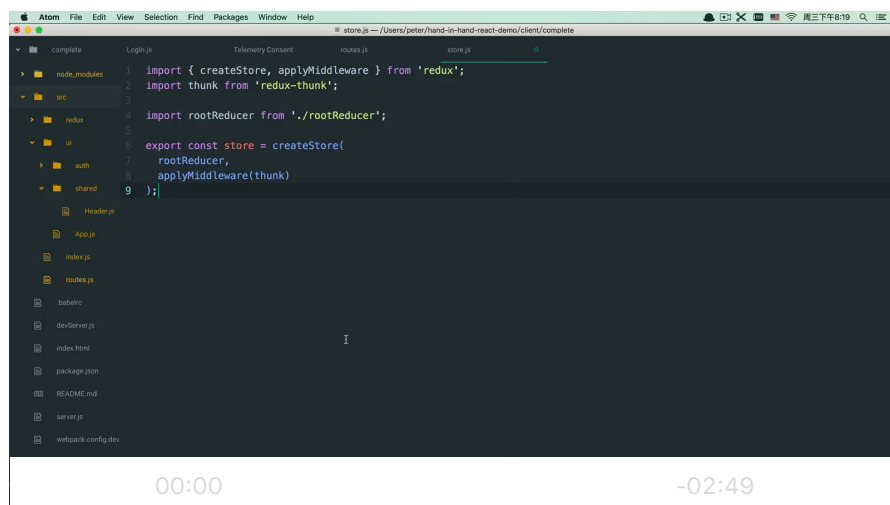 Atom File Edit View Selection Find Packages Window Help 周三下午8:19
store.js — /Users/peter/hand-in-hand-react-demo/client/complete
complete
Login.js Telemetry Consent routes.js store.js
node_modules
src
redux
ui
auth
shared
Header.js
App.js
index.js
routes.js
.babelrc
devServer.js
index.html
package.json
README.md
server.js
webpack.config.dev.
1 import { createStore, applyMiddleware } from 'redux';
2 import thunk from 'redux-thunk';
3
4 import rootReducer from './rootReducer';
5
6 export const store = createStore(
7 rootReducer,
8 applyMiddleware(thunk)
9 );
00:00 -02:49